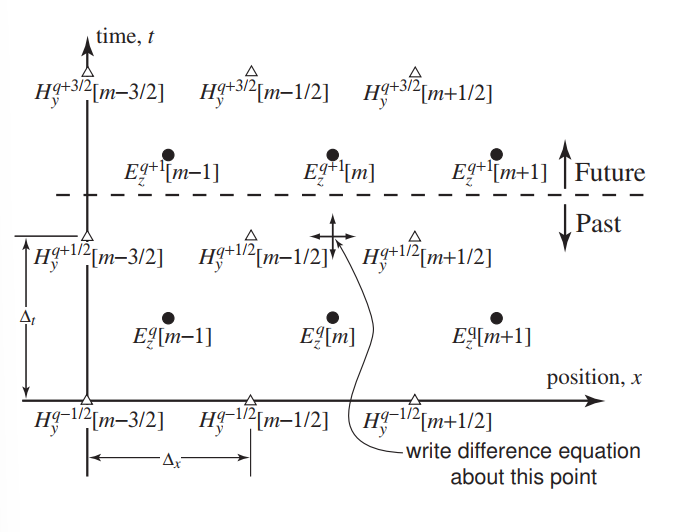 time, t
H_y^{q+3/2}[m−3/2] H_y^{q+3/2}[m−1/2] H_y^{q+3/2}[m+1/2]
E_z^{q+1}[m−1] E_z^{q+1}[m] E_z^{q+1}[m+1] Future
Past
H_y^{q+1/2}[m−3/2] H_y^{q+1/2}[m−1/2] H_y^{q+1/2}[m+1/2]
Δ_t
E_z^q[m−1] E_z^q[m] E_z^q[m+1]
position, x
H_y^{q−1/2}[m−3/2] H_y^{q−1/2}[m−1/2] H_y^{q−1/2}[m+1/2]
Δ_x
write difference equation
about this point